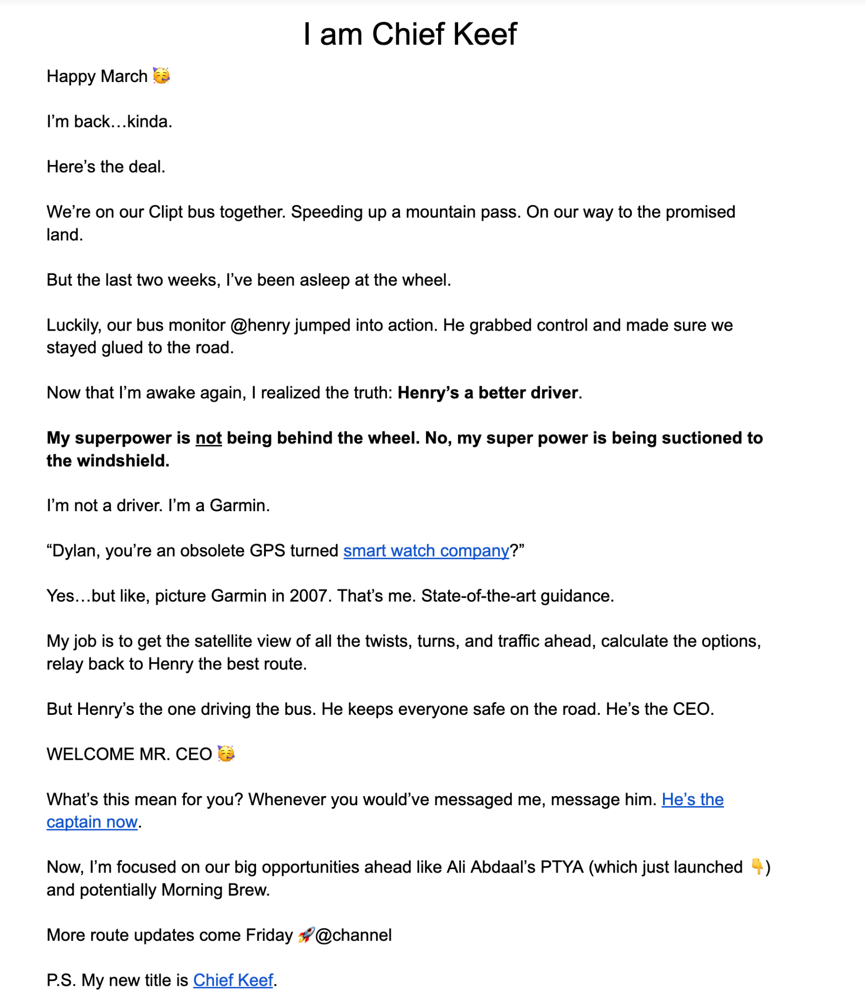 I am Chief Keef
Happy March 🥳
I’m back…kinda.
Here’s the deal.
We’re on our Clipt bus together. Speeding up a mountain pass. On our way to the promised
land.
But the last two weeks, I’ve been asleep at the wheel.
Luckily, our bus monitor @henry jumped into action. He grabbed control and made sure we
stayed glued to the road.
Now that I’m awake again, I realized the truth: Henry’s a better driver.
My superpower is not being behind the wheel. No, my super power is being suctioned to
the windshield.
I’m not a driver. I’m a Garmin.
“Dylan, you’re an obsolete GPS turned smart watch company?”
Yes…but like, picture Garmin in 2007. That’s me. State-of-the-art guidance.
My job is to get the satellite view of all the twists, turns, and traffic ahead, calculate the options,
relay back to Henry the best route.
But Henry’s the one driving the bus. He keeps everyone safe on the road. He’s the CEO.
WELCOME MR. CEO 🥳
What’s this mean for you? Whenever you would’ve messaged me, message him. He’s the
captain now.
Now, I’m focused on our big opportunities ahead like Ali Abdaal’s PTYA (which just launched 👇)
and potentially Morning Brew.
More route updates come Friday 🚀@channel
P.S. My new title is Chief Keef.